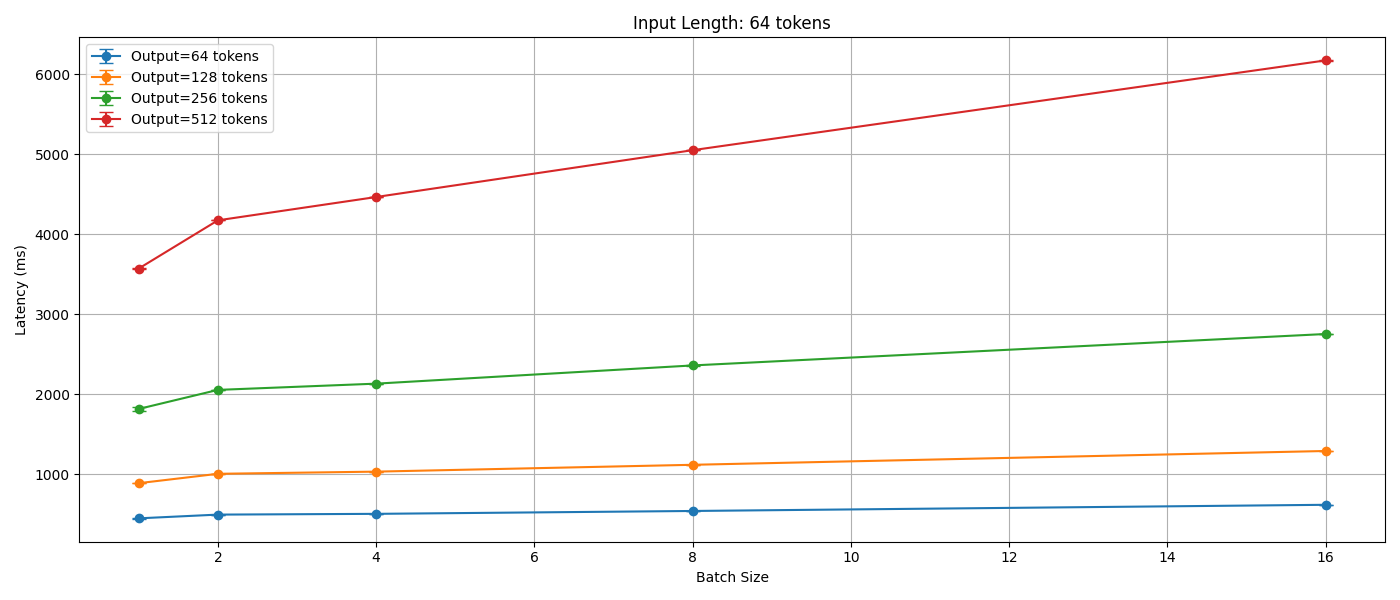 Input Length: 64 tokens
Output=64 tokens
Output=128 tokens
Output=256 tokens
Output=512 tokens
6000
5000
4000
3000
2000
1000
Latency (ms)
2 4 6 8 10 12 14 16
Batch Size